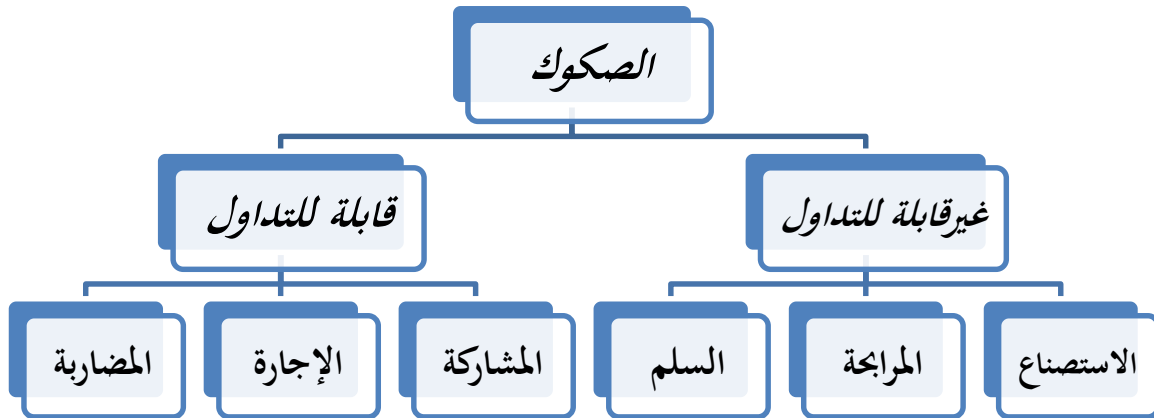 الصكوك
غيرقابلة للتداول
قابلة للتداول
الاستصناع
المرابحة
السلم
المشاركة
الإجارة
المضاربة